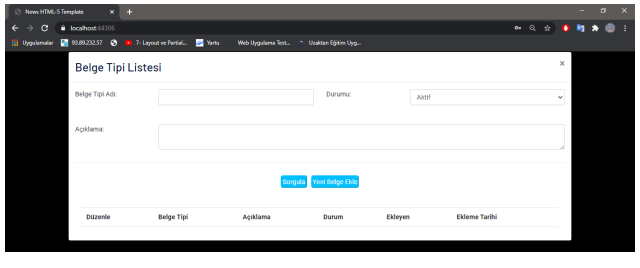 News HTML-5 Template
localhost:44306
Uygulamalar 93.89.232.57 7- Layout ve Partial... Yartu Web Uygulama Test... Uzaktan Eğitim Uyg...
Belge Tipi Listesi
Belge Tipi Adı: Durumu: Aktif
Açıklama:
Sorgula Yeni Belge Ekle
Düzenle Belge Tipi Açıklama Durum Ekleyen Ekleme Tarihi